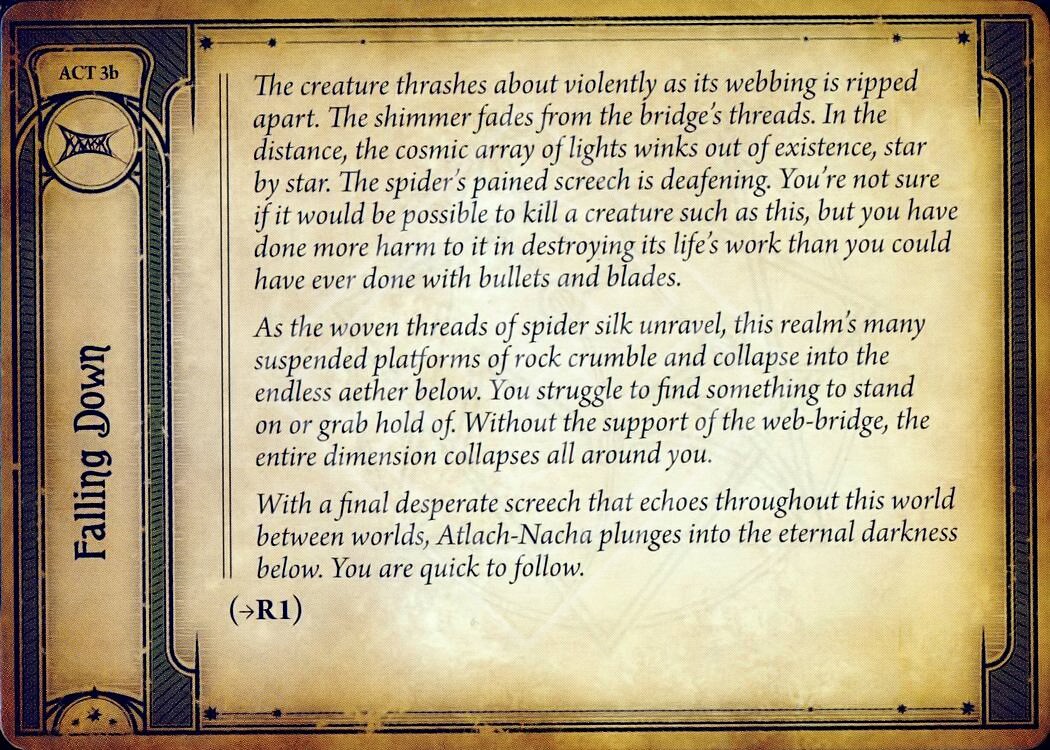 ACT 3b
Falling Down
The creature thrashes about violently as its webbing is ripped
apart. The shimmer fades from the bridge's threads. In the
distance, the cosmic array of lights winks out of existence, star
by star. The spider's pained screech is deafening. You're not sure
if it would be possible to kill a creature such as this, but you have
done more harm to it in destroying its life's work than you could
have ever done with bullets and blades.
As the woven threads of spider silk unravel, this realm's many
suspended platforms of rock crumble and collapse into the
endless aether below. You struggle to find something to stand
on or grab hold of. Without the support of the web-bridge, the
entire dimension collapses all around you.
With a final desperate screech that echoes throughout this world
between worlds, Atlach-Nacha plunges into the eternal darkness
below. You are quick to follow.
(→R1)